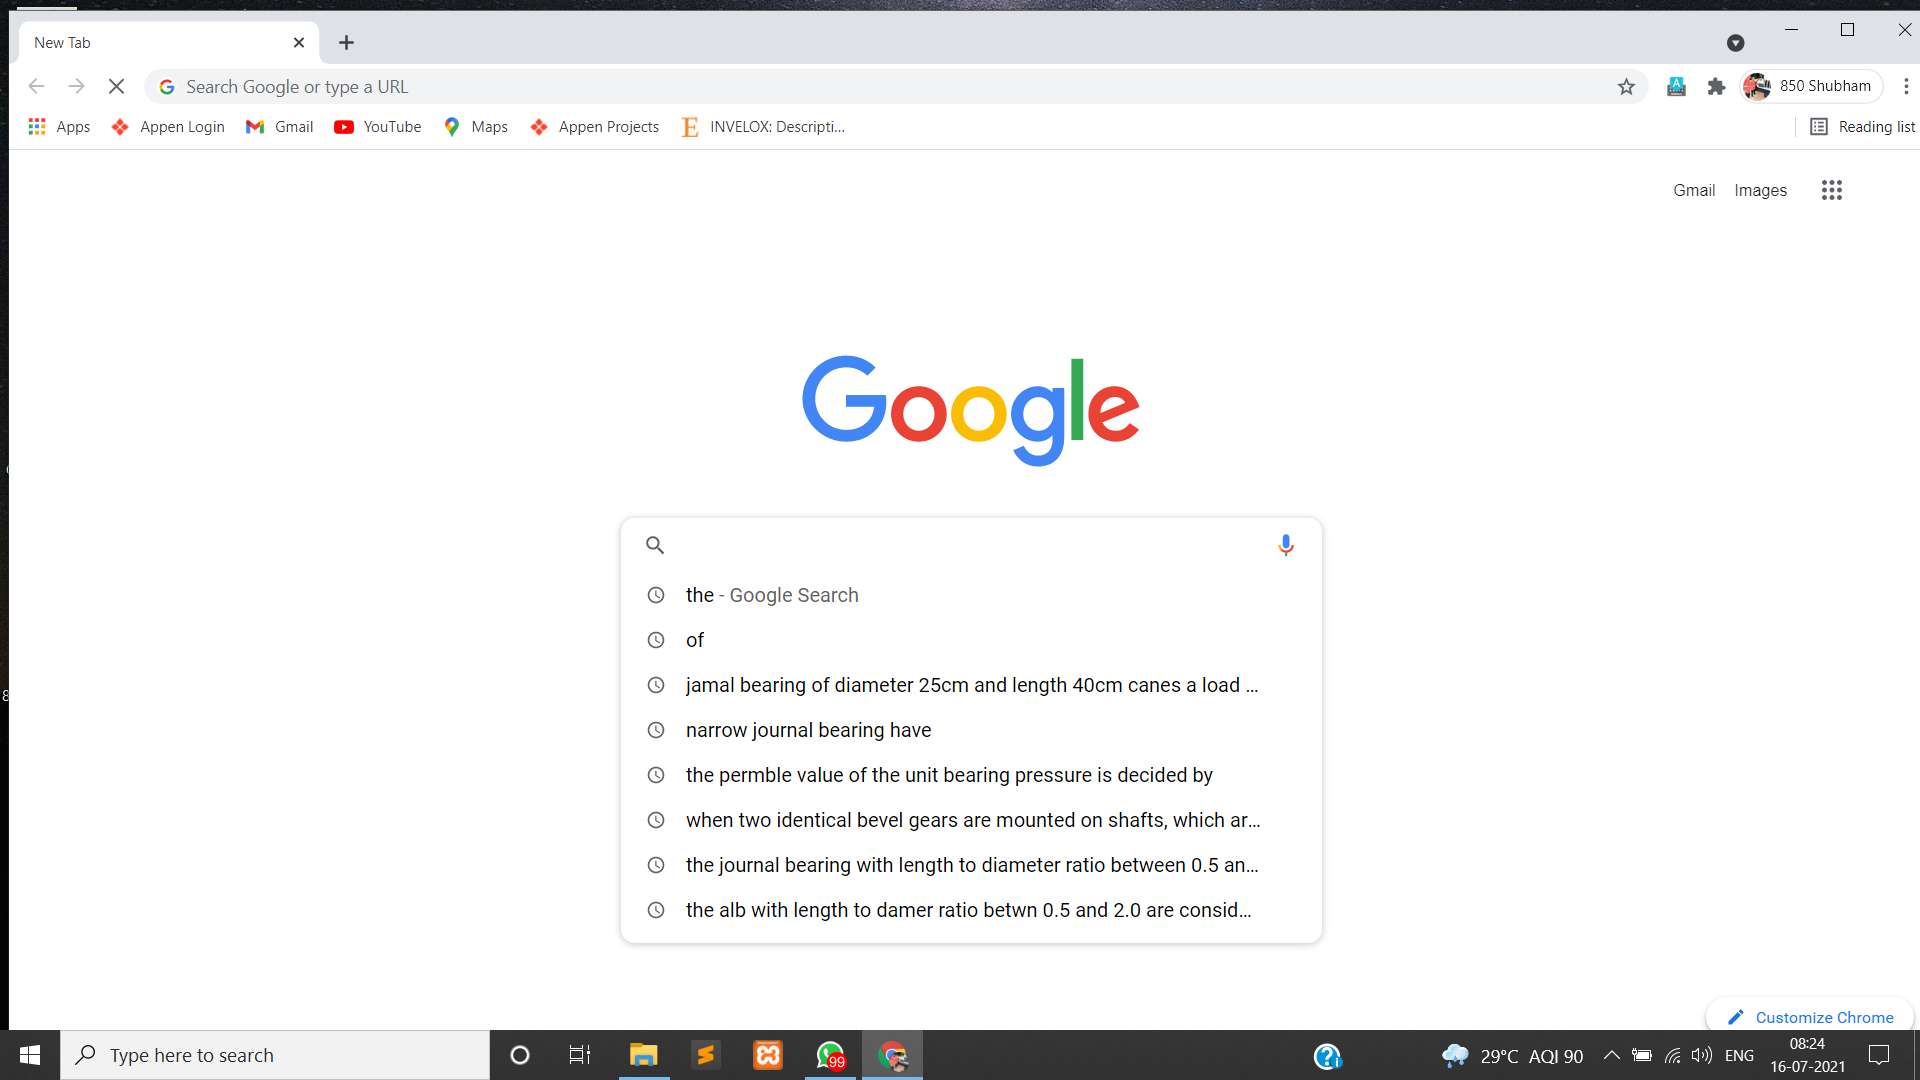 New Tab
Search Google or type a URL
850 Shubham
Apps
Appen Login
Gmail
YouTube
Maps
Appen Projects
INVELOX: Descripti...
Reading list
Gmail Images
Google
the - Google Search
of
jamal bearing of diameter 25cm and length 40cm canes a load ...
narrow journal bearing have
the permble value of the unit bearing pressure is decided by
when two identical bevel gears are mounted on shafts, which ar...
the journal bearing with length to diameter ratio between 0.5 an...
the alb with length to damer ratio betwn 0.5 and 2.0 are consid...
Customize Chrome
Type here to search
99
29°C AQI 90
ENG
08:24
16-07-2021